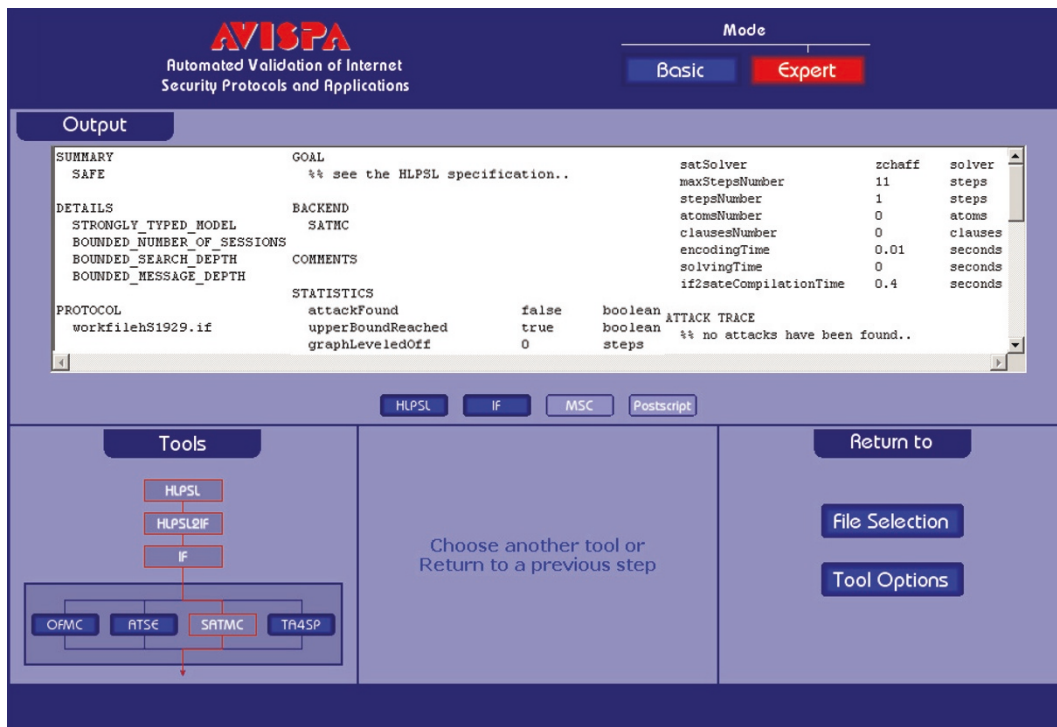 AVISPA
Automated Validation of Internet
Security Protocols and Applications
Mode
Basic
Expert
Output
SUMMARY
SAFE
DETAILS
STRONGLY_TYPED_MODEL
BOUNDED_NUMBER_OF_SESSIONS
BOUNDED_SEARCH_DEPTH
BOUNDED_MESSAGE_DEPTH
PROTOCOL
workfilehS1929.if
GOAL
%% see the HLPSL specification..
BACKEND
SATMC
COMMENTS
STATISTICS
attackFound false boolean
upperBoundReached true boolean
graphLeveledOff 0 steps
satSolver zchaff solver
maxStepsNumber 11 steps
stepsNumber 1 steps
atomsNumber 0 atoms
clausesNumber 0 clauses
encodingTime 0.01 seconds
solvingTime 0 seconds
if2sateCompilationTime 0.4 seconds
ATTACK TRACE
%% no attacks have been found..
HLPSL
IF
MSC
Postscript
Tools
HLPSL
HLPSL2IF
IF
OFMC
ATSE
SATMC
TA4SP
Choose another tool or
Return to a previous step
Return to
File Selection
Tool Options